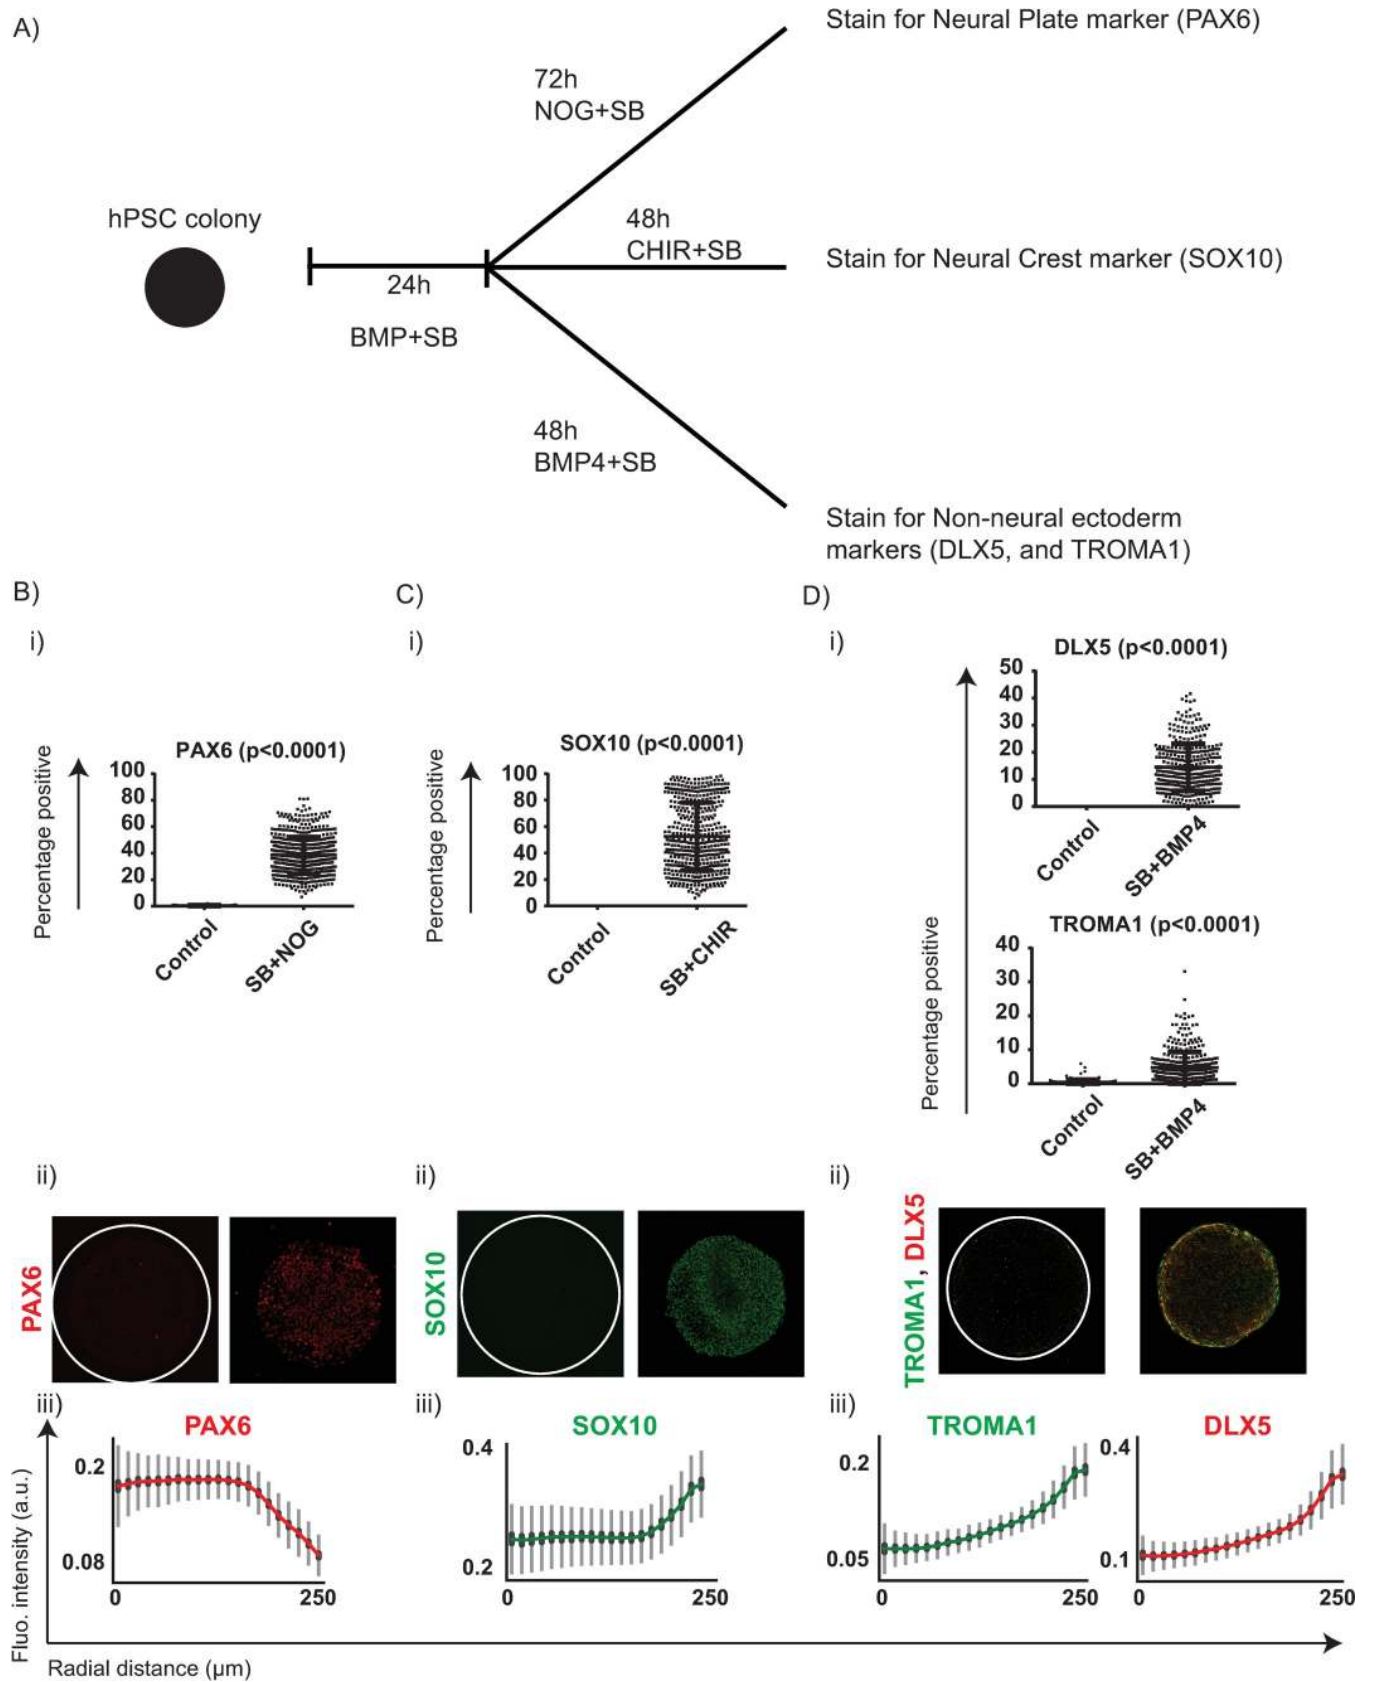 A)
Stain for Neural Plate marker (PAX6)
72h
NOG+SB
hPSC colony
48h
CHIR+SB
Stain for Neural Crest marker (SOX10)
24h
BMP+SB
48h
BMP4+SB
Stain for Non-neural ectoderm
markers (DLX5, and TROMA1)
B)
i)
PAX6 (p<0.0001)
Percentage positive
100
80
60
40
20
0
Control
SB+NOG
ii)
PAX6
iii)
PAX6
Fluo. intensity (a.u.)
0.2
0.08
0
250
C)
i)
SOX10 (p<0.0001)
Percentage positive
100
80
60
40
20
0
Control
SB+CHIR
ii)
SOX10
iii)
SOX10
0.4
0.2
0
250
D)
i)
DLX5 (p<0.0001)
50
40
30
20
10
0
Control
SB+BMP4
Percentage positive
TROMA1 (p<0.0001)
40
30
20
10
0
Control
SB+BMP4
ii)
TROMA1, DLX5
iii)
TROMA1
0.2
0.05
0
250
DLX5
0.4
0.1
0
250
Radial distance (µm)